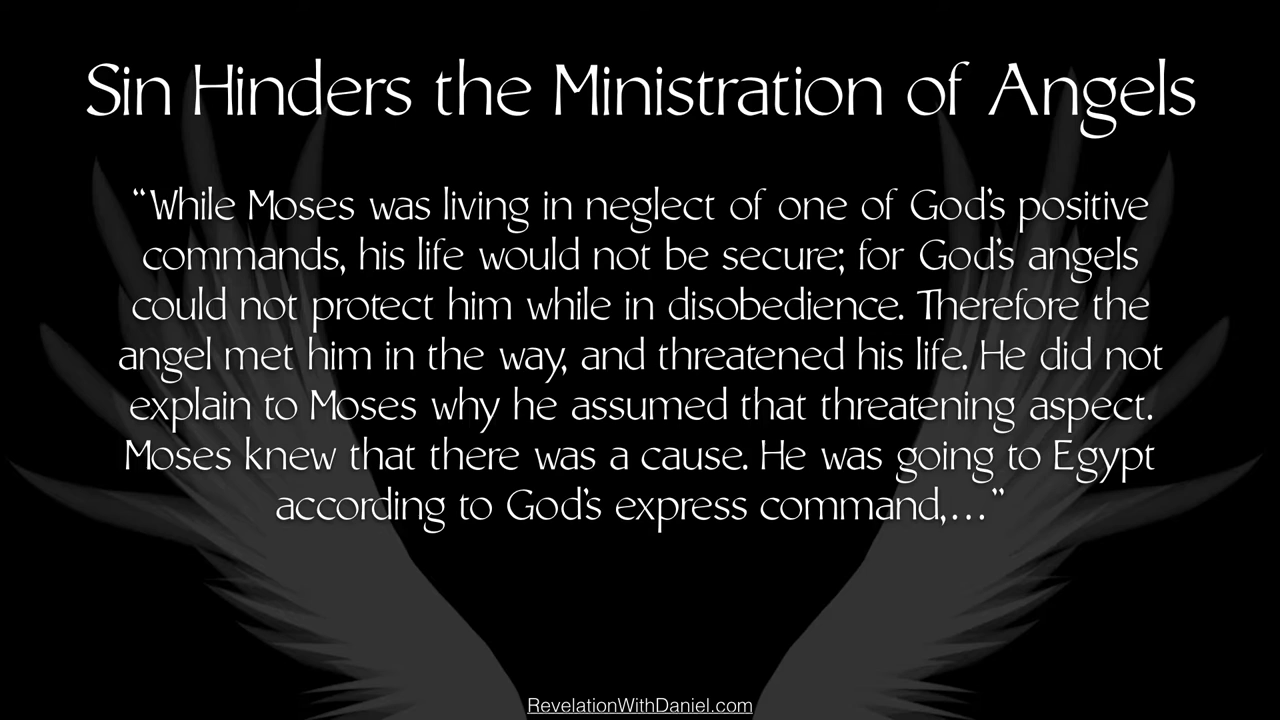 Sin Hinders the Ministration of Angels
“While Moses was living in neglect of one of God’s positive
commands, his life would not be secure; for God’s angels
could not protect him while in disobedience. Therefore the
angel met him in the way, and threatened his life. He did not
explain to Moses why he assumed that threatening aspect.
Moses knew that there was a cause. He was going to Egypt
according to God’s express command,…”
RevelationWithDaniel.com